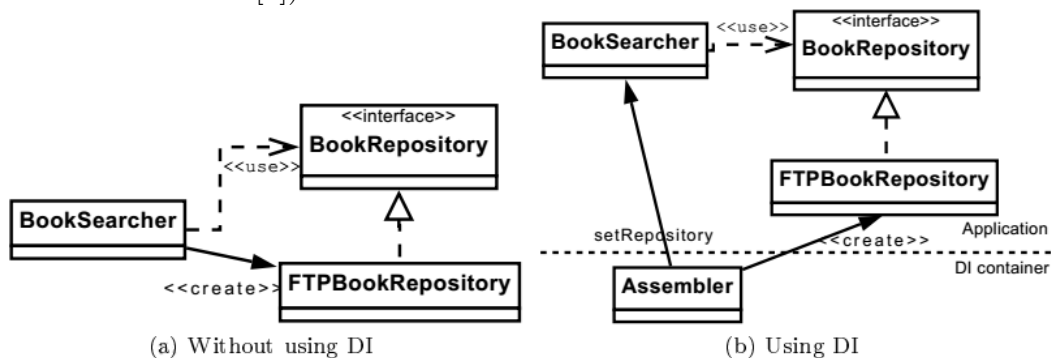 BookSearcher
<<use>>
<<interface>>
BookRepository
<<create>>
FTPBookRepository
(a) Without using DI
BookSearcher
<<use>>
<<interface>>
BookRepository
FTPBookRepository
setRepository
<<create>>
Application
DI container
Assembler
(b) Using DI